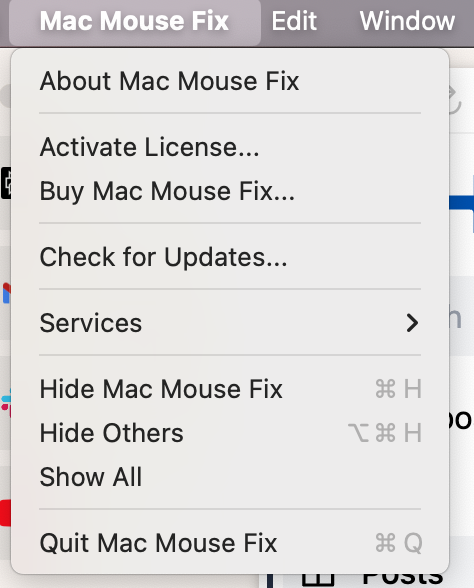 Mac Mouse Fix Edit Window
About Mac Mouse Fix
Activate License...
Buy Mac Mouse Fix...
Check for Updates...
Services
Hide Mac Mouse Fix ⌘ H
Hide Others ⌥ ⌘ H
Show All
Quit Mac Mouse Fix ⌘ Q
Posts